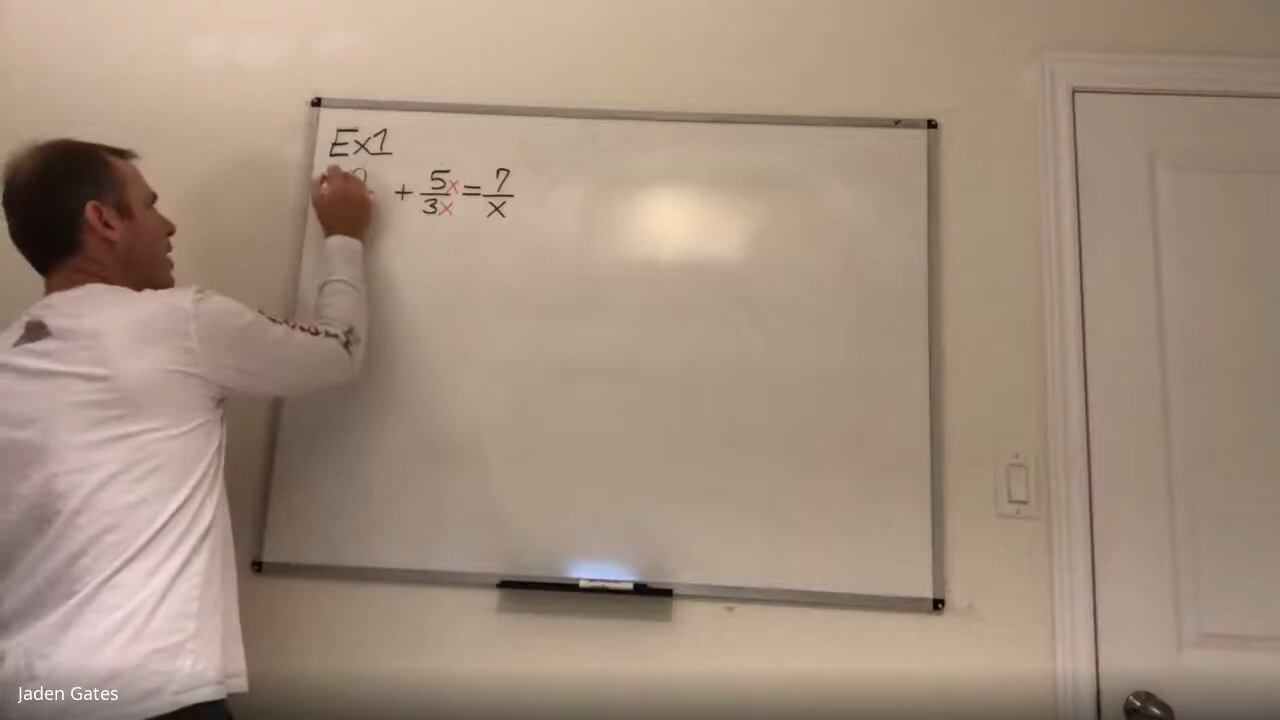 Ex1
+ 5x/3x = 7/x
Jaden Gates